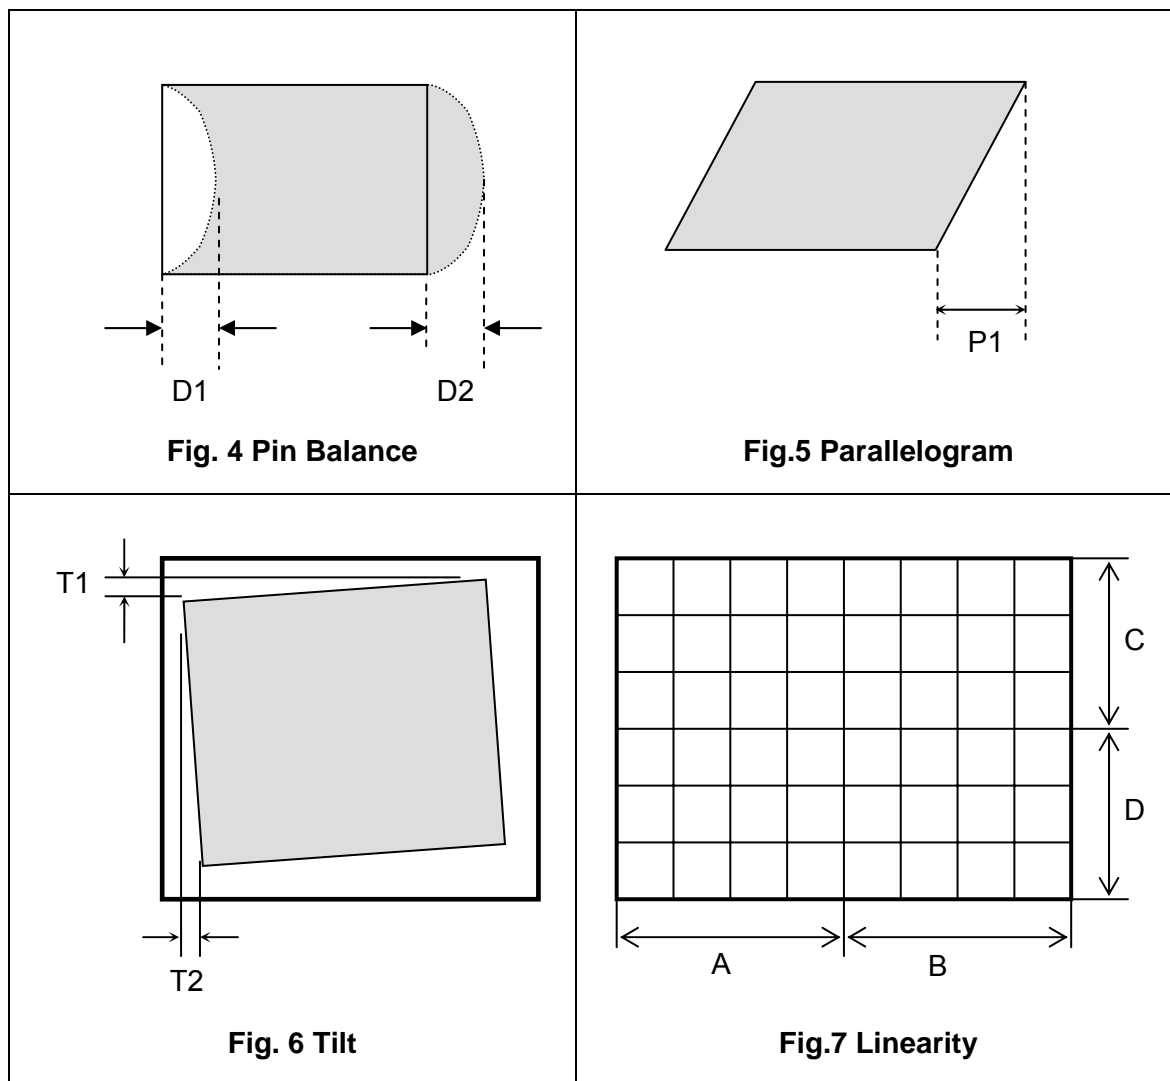 D1
D2
Fig. 4 Pin Balance
P1
Fig.5 Parallelogram
T1
T2
Fig. 6 Tilt
C
D
A
B
Fig.7 Linearity